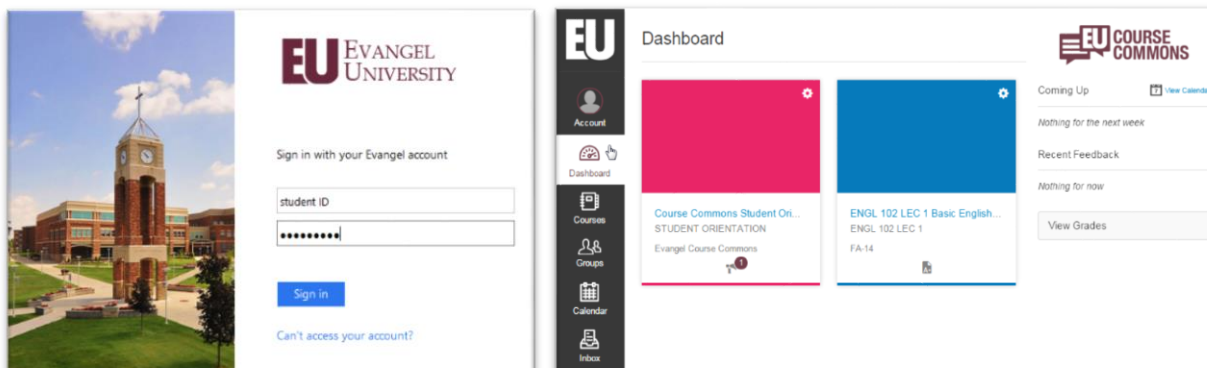 EU EVANGEL
UNIVERSITY
Sign in with your Evangel account
student ID
Sign in
Can't access your account?
EU
Account
Dashboard
Courses
Groups
Calendar
Inbox
Dashboard
Course Commons Student Ori...
STUDENT ORIENTATION
Evangel Course Commons
1
ENGL 102 LEC 1 Basic English...
ENGL 102 LEC 1
FA-14
EU COURSE
COMMONS
Coming Up
View Calenda
Nothing for the next week
Recent Feedback
Nothing for now
View Grades